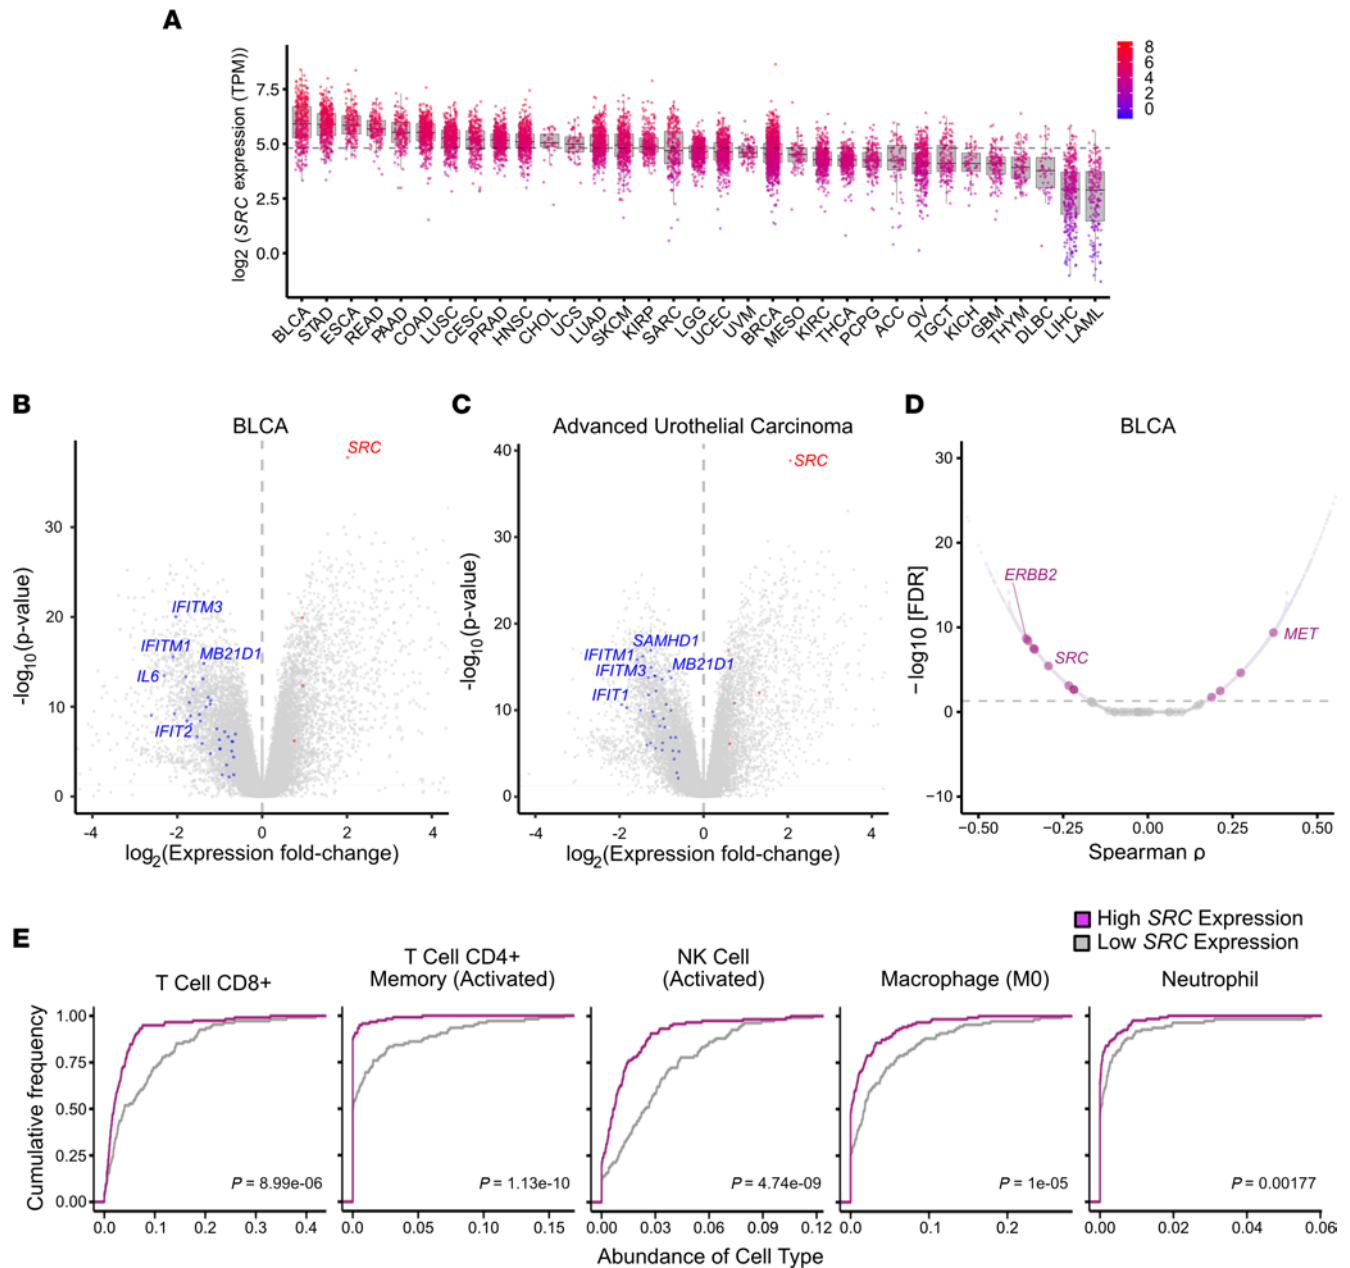 A
log2 (SRC expression (TPM))
7.5
5.0
2.5
0.0
8
6
4
2
0
BLCA STAD ESCA READ PAAD COAD LUSC CESC PRAD HNSC CHOL UCS LUAD SKCM KIRP SARC LGG UCEC UVM BRCA MESO KIRC THCA PCPG ACC OV TGCT KICH GBM THYM DLBC LIHC LAML
B
BLCA
-log10(p-value)
30
20
10
0
SRC
IFITM3
IFITM1
MB21D1
IL6
IFIT2
-4 -2 0 2 4
log2(Expression fold-change)
C
Advanced Urothelial Carcinoma
-log10(p-value)
40
30
20
10
0
SRC
SAMHD1
IFITM1
MB21D1
IFITM3
IFIT1
-4 -2 0 2 4
log2(Expression fold-change)
D
BLCA
−log10 [FDR]
30
20
10
0
−10
ERBB2
SRC
MET
−0.50 −0.25 0.00 0.25 0.50
Spearman ρ
High SRC Expression
Low SRC Expression
E
Cumulative frequency
1.00
0.75
0.50
0.25
0.00
T Cell CD8+
P = 8.99e-06
0.0 0.1 0.2 0.3 0.4
T Cell CD4+
Memory (Activated)
P = 1.13e-10
0.00 0.05 0.10 0.15
NK Cell
(Activated)
P = 4.74e-09
0.00 0.03 0.06 0.09 0.12
Macrophage (M0)
P = 1e-05
0.0 0.1 0.2
Neutrophil
P = 0.00177
0.00 0.02 0.04 0.06
Abundance of Cell Type